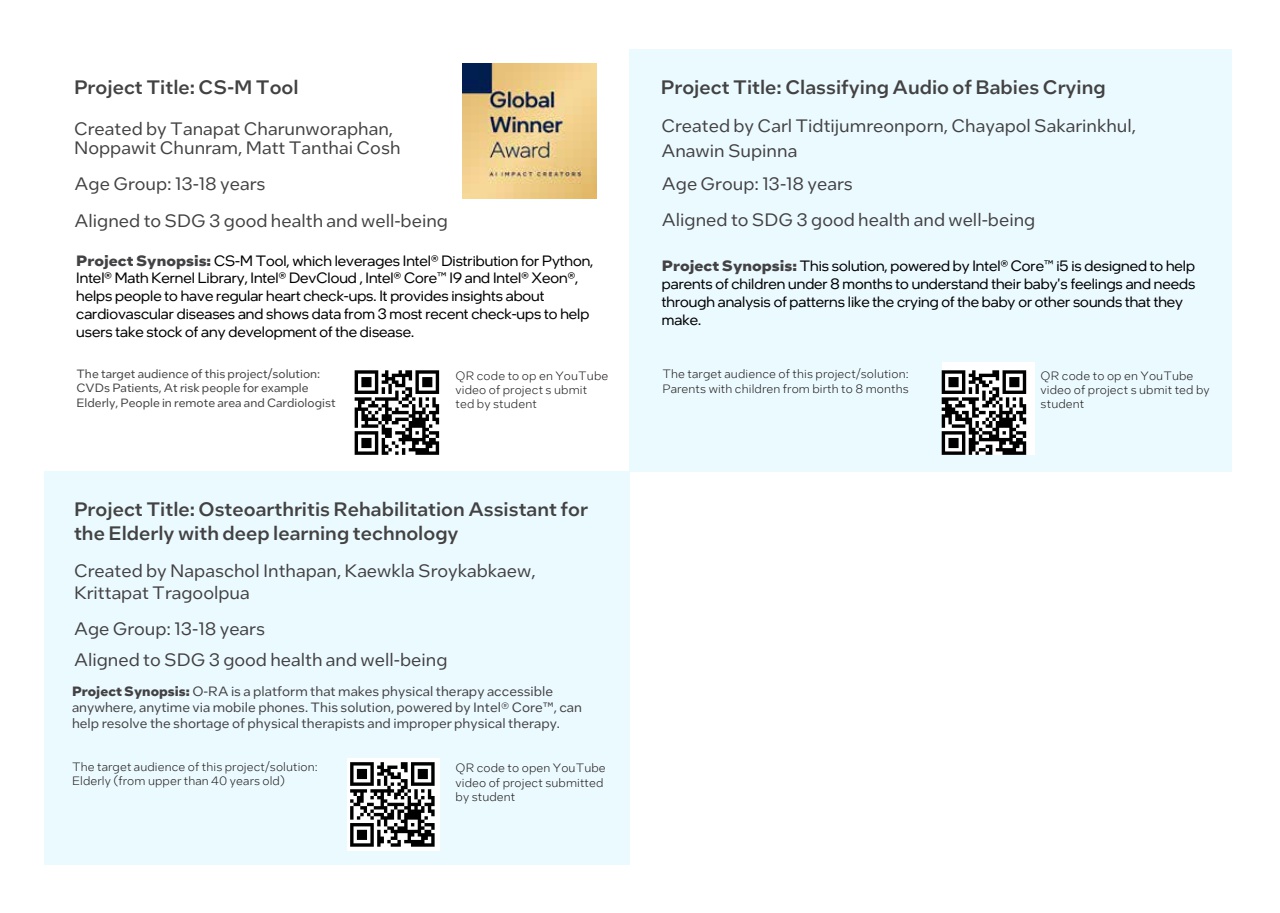 Project Title: CS-M Tool
Created by Tanapat Charunworaphan,
Noppawit Chunram, Matt Tanthai Cosh
Age Group: 13-18 years
Aligned to SDG 3 good health and well-being
Global
Winner
Award
AI IMPACT CREATORS
Project Synopsis: CS-M Tool, which leverages Intel® Distribution for Python,
Intel® Math Kernel Library, Intel® DevCloud , Intel® Core™ I9 and Intel® Xeon®,
helps people to have regular heart check-ups. It provides insights about
cardiovascular diseases and shows data from 3 most recent check-ups to help
users take stock of any development of the disease.
The target audience of this project/solution:
CVDs Patients, At risk people for example
Elderly, People in remote area and Cardiologist
QR code to op en YouTube
video of project s ubmit
ted by student
Project Title: Classifying Audio of Babies Crying
Created by Carl Tidtijumreonporn, Chayapol Sakarinkhul,
Anawin Supinna
Age Group: 13-18 years
Aligned to SDG 3 good health and well-being
Project Synopsis: This solution, powered by Intel® Core™ i5 is designed to help
parents of children under 8 months to understand their baby's feelings and needs
through analysis of patterns like the crying of the baby or other sounds that they
make.
The target audience of this project/solution:
Parents with children from birth to 8 months
QR code to op en YouTube
video of project s ubmit ted by
student
Project Title: Osteoarthritis Rehabilitation Assistant for
the Elderly with deep learning technology
Created by Napaschol Inthapan, Kaewkla Sroykabkaew,
Krittapat Tragoolpua
Age Group: 13-18 years
Aligned to SDG 3 good health and well-being
Project Synopsis: O-RA is a platform that makes physical therapy accessible
anywhere, anytime via mobile phones. This solution, powered by Intel® Core™, can
help resolve the shortage of physical therapists and improper physical therapy.
The target audience of this project/solution:
Elderly (from upper than 40 years old)
QR code to open YouTube
video of project submitted
by student